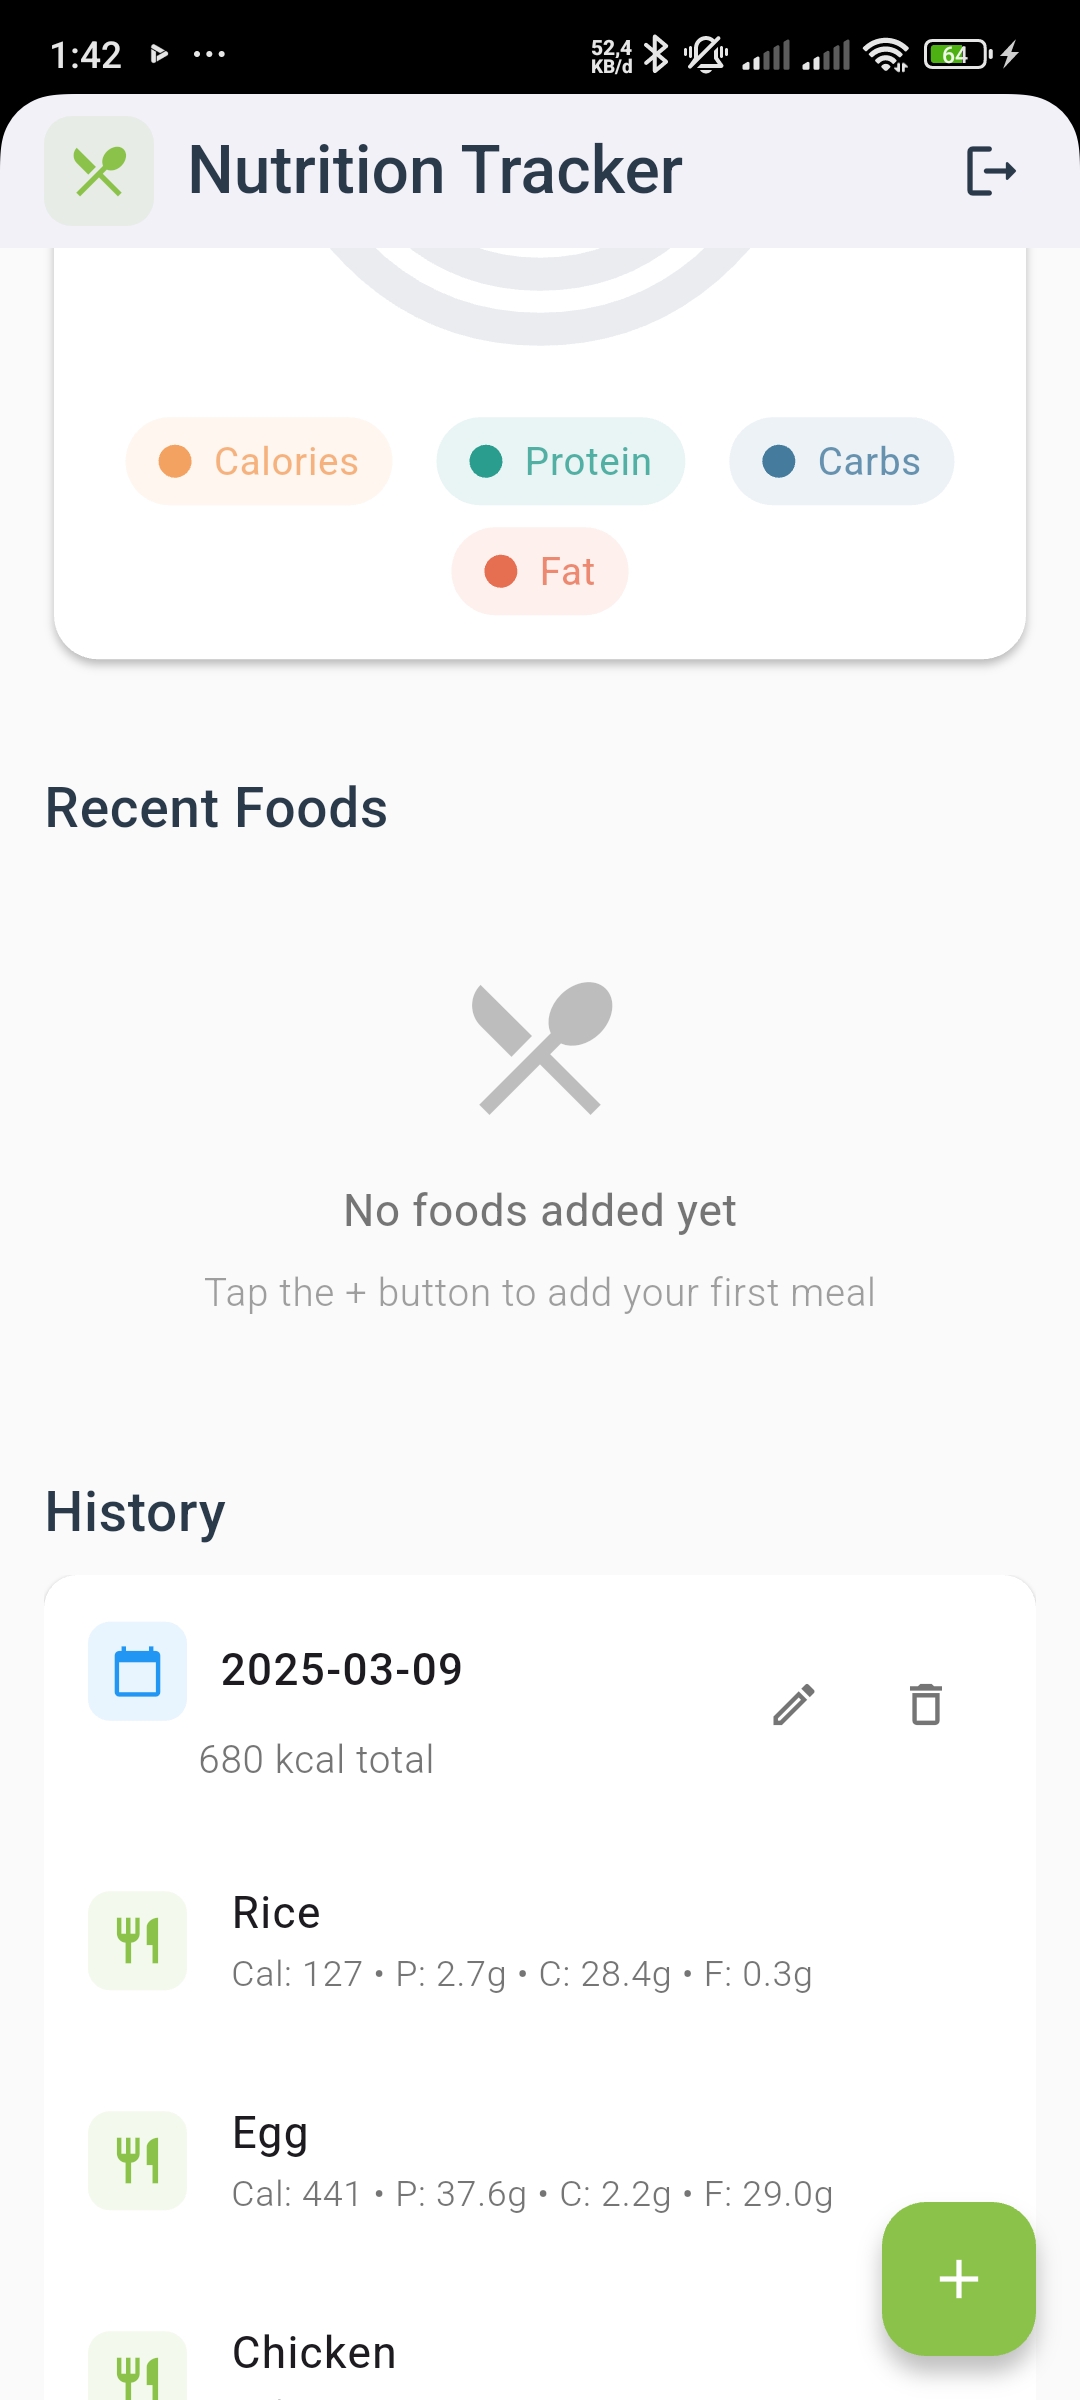 1:42
52,4
KB/d
64
Nutrition Tracker
Calories
Protein
Carbs
Fat
Recent Foods
No foods added yet
Tap the + button to add your first meal
History
2025-03-09
680 kcal total
Rice
Cal: 127 • P: 2.7g • C: 28.4g • F: 0.3g
Egg
Cal: 441 • P: 37.6g • C: 2.2g • F: 29.0g
Chicken